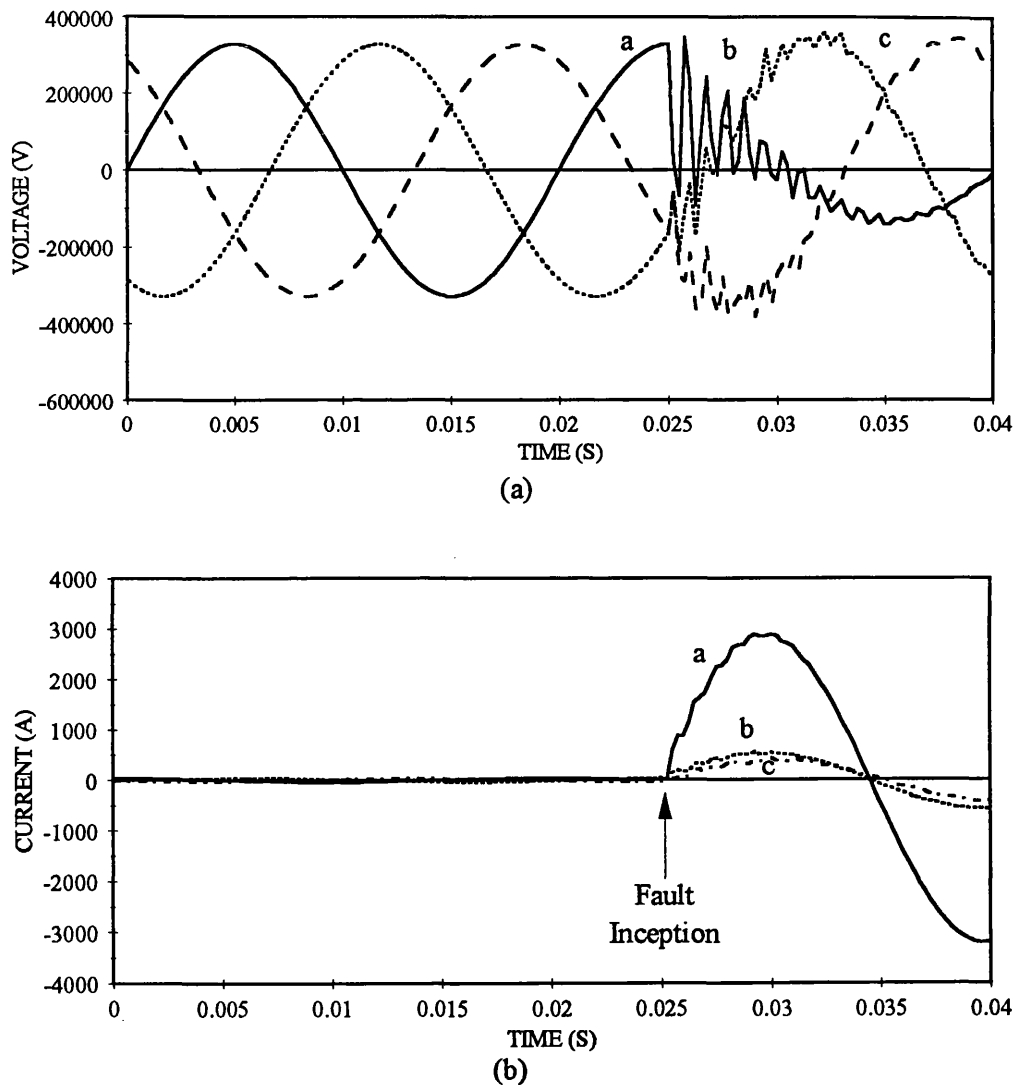 400000
200000
0
-200000
-400000
-600000
VOLTAGE (V)
a
b
c
0 0.005 0.01 0.015 0.02 0.025 0.03 0.035 0.04
TIME (S)
(a)
4000
3000
2000
1000
0
-1000
-2000
-3000
-4000
CURRENT (A)
a
b
c
Fault
Inception
0 0.005 0.01 0.015 0.02 0.025 0.03 0.035 0.04
TIME (S)
(b)